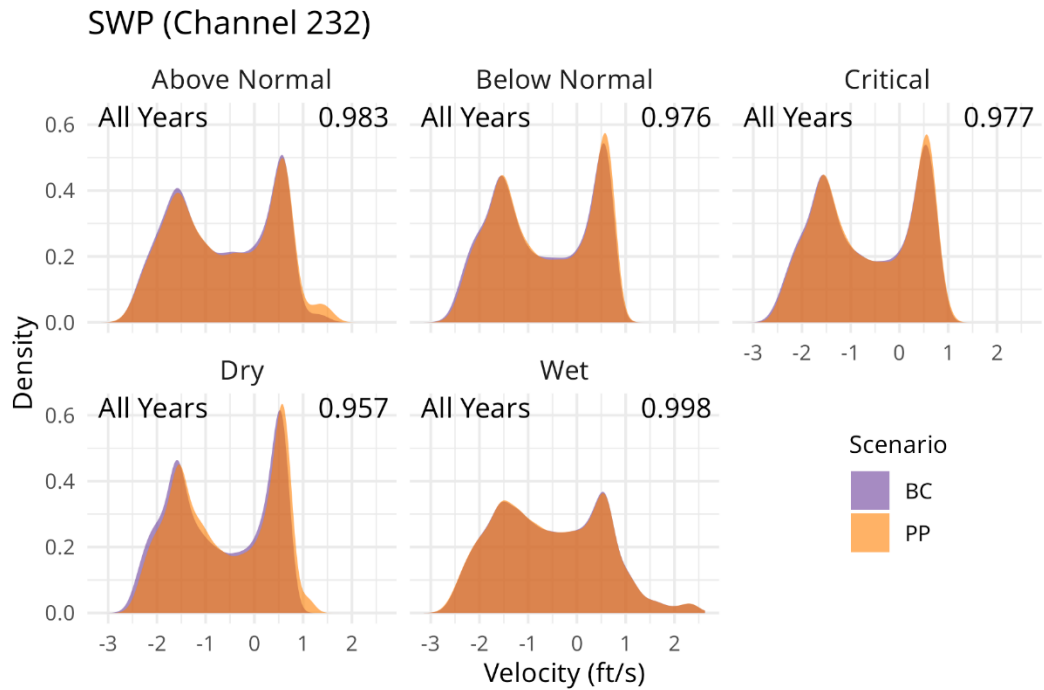 SWP (Channel 232)
Above Normal
Below Normal
Critical
All Years 0.983
All Years 0.976
All Years 0.977
0.6
0.4
0.2
0.0
-3 -2 -1 0 1 2
Density
Dry
Wet
All Years 0.957
All Years 0.998
0.6
0.4
0.2
0.0
-3 -2 -1 0 1 2
-3 -2 -1 0 1 2
Velocity (ft/s)
Scenario
BC
PP